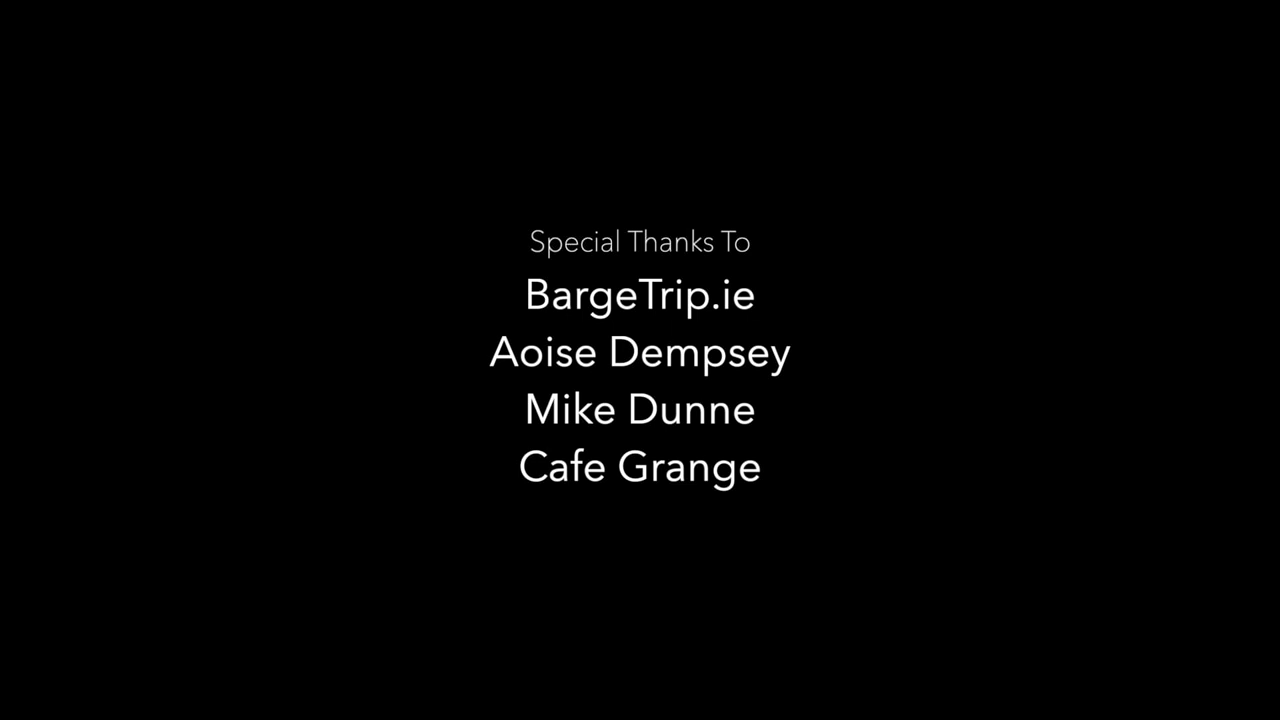 Special Thanks To
BargeTrip.ie
Aoise Dempsey
Mike Dunne
Cafe Grange